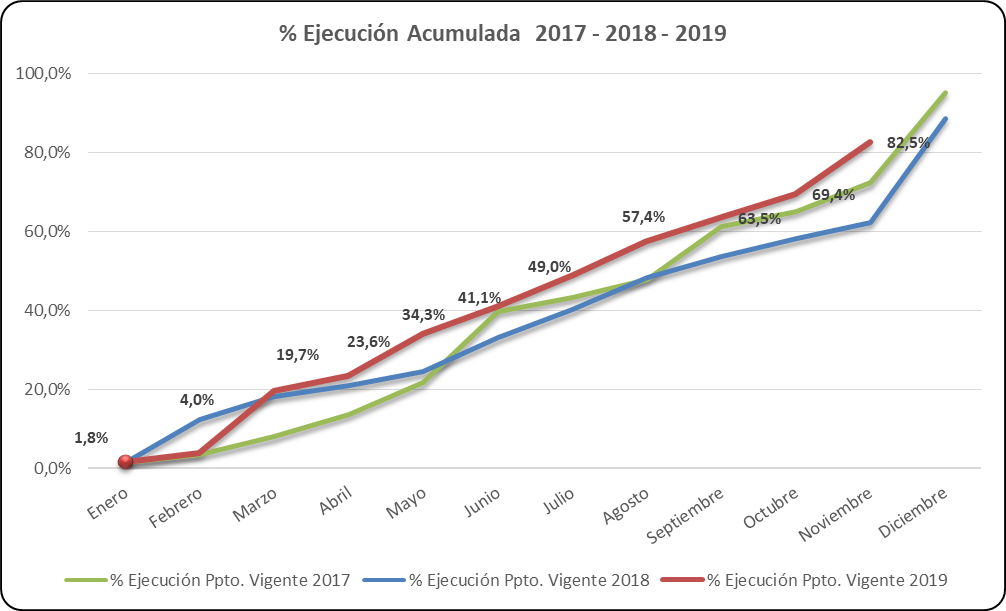 % Ejecución Acumulada 2017 - 2018 - 2019
100,0%
80,0%
60,0%
40,0%
20,0%
0,0%
1,8%
4,0%
19,7%
23,6%
34,3%
41,1%
49,0%
57,4%
63,5%
69,4%
82,5%
Enero
Febrero
Marzo
Abril
Mayo
Junio
Julio
Agosto
Septiembre
Octubre
Noviembre
Diciembre
% Ejecución Ppto. Vigente 2017
% Ejecución Ppto. Vigente 2018
% Ejecución Ppto. Vigente 2019